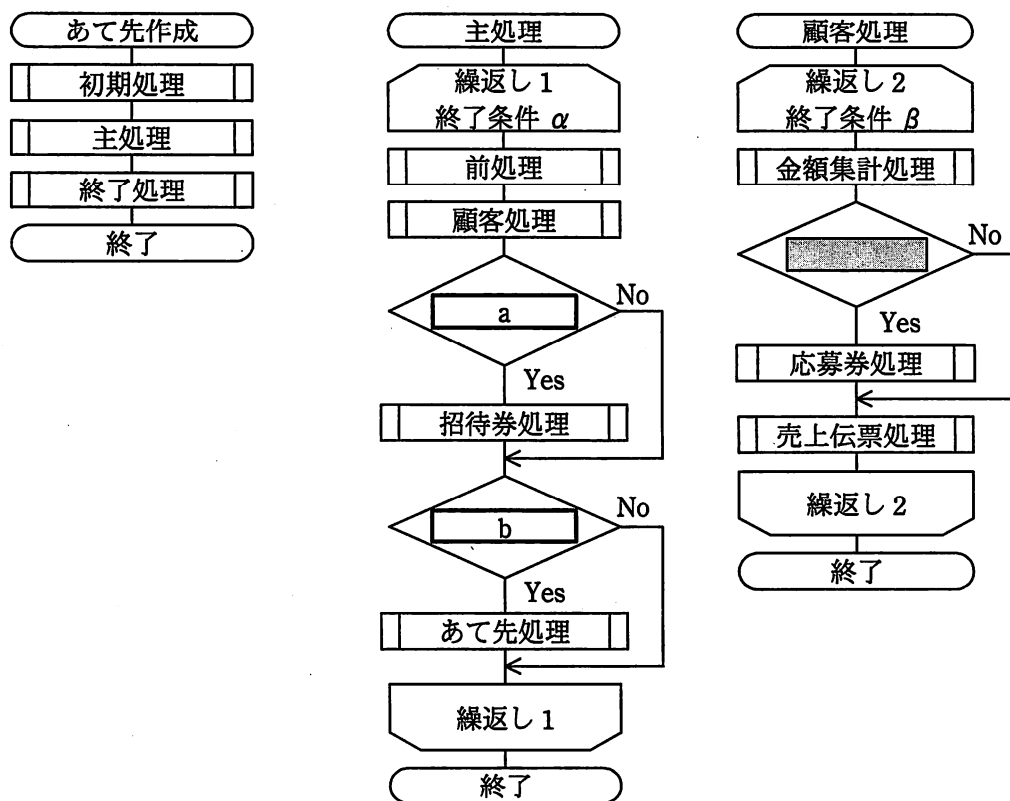 あて先作成
初期処理
主処理
終了処理
終了
主処理
繰返し 1
終了条件 α
前処理
顧客処理
a
No
Yes
招待券処理
b
No
Yes
あて先処理
繰返し 1
終了
顧客処理
繰返し 2
終了条件 β
金額集計処理
No
Yes
応募券処理
売上伝票処理
繰返し 2
終了